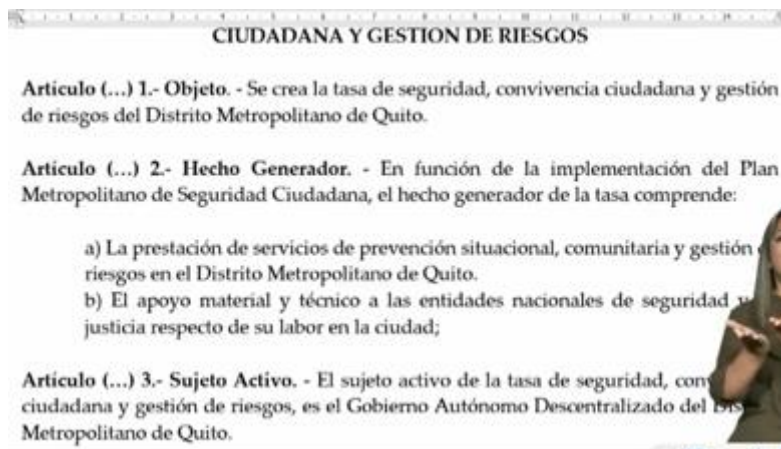 CIUDADANA Y GESTION DE RIESGOS
Artículo (...) 1.- Objeto. - Se crea la tasa de seguridad, convivencia ciudadana y gestión
de riesgos del Distrito Metropolitano de Quito.
Artículo (...) 2.- Hecho Generador. - En función de la implementación del Plan
Metropolitano de Seguridad Ciudadana, el hecho generador de la tasa comprende:
a) La prestación de servicios de prevención situacional, comunitaria y gestión
riesgos en el Distrito Metropolitano de Quito.
b) El apoyo material y técnico a las entidades nacionales de seguridad y
justicia respecto de su labor en la ciudad;
Artículo (...) 3.- Sujeto Activo. - El sujeto activo de la tasa de seguridad,
ciudadana y gestión de riesgos, es el Gobierno Autónomo Descentralizado del
Metropolitano de Quito.